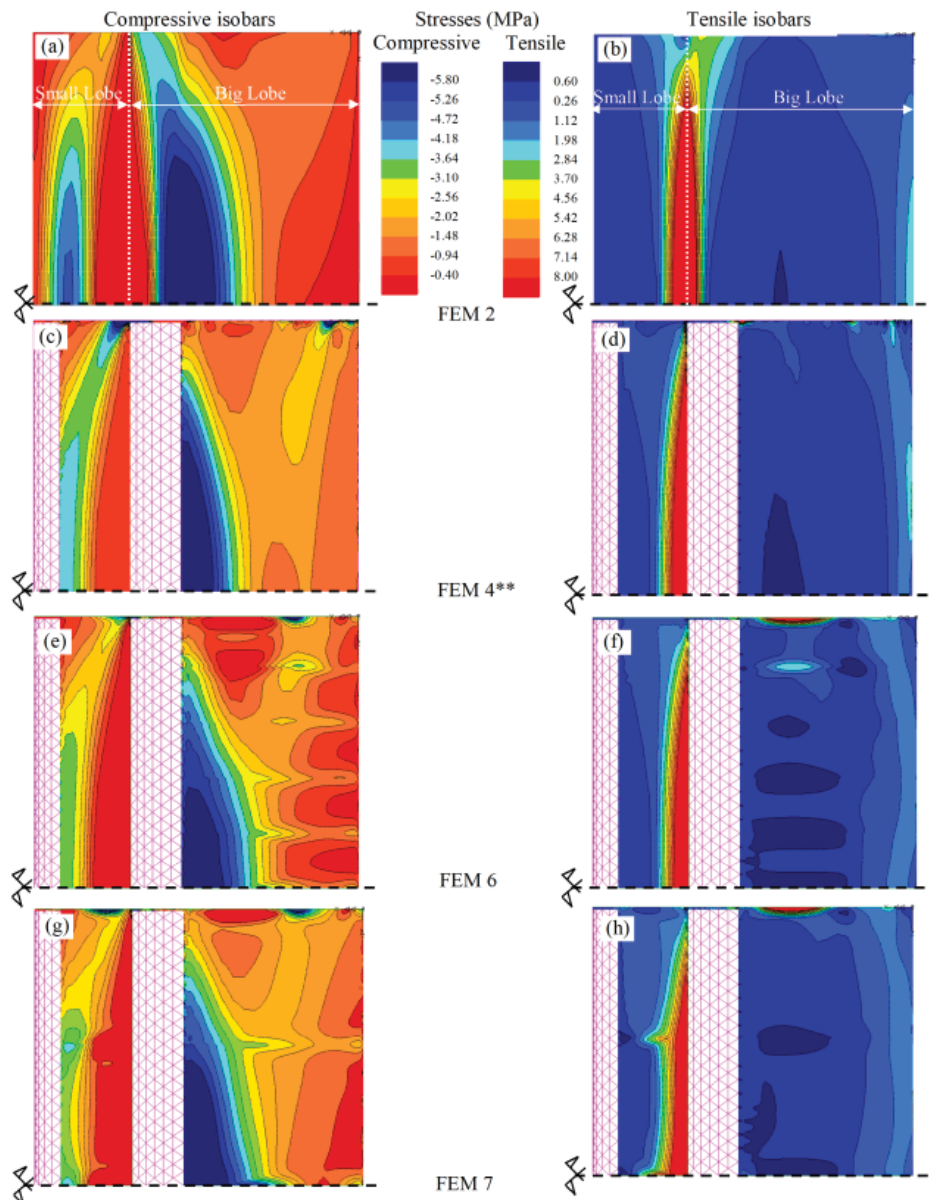 Compressive isobars Stresses (MPa) Tensile isobars
(a) Compressive Tensile (b)
Small Lobe Big Lobe Small Lobe Big Lobe
-5.80 0.60
-5.26 0.26
-4.72 1.12
-4.18 1.98
-3.64 2.84
-3.10 3.70
-2.56 4.56
-2.02 5.42
-1.48 6.28
-0.94 7.14
-0.40 8.00
FEM 2
(c) (d)
FEM 4**
(e) (f)
FEM 6
(g) (h)
FEM 7